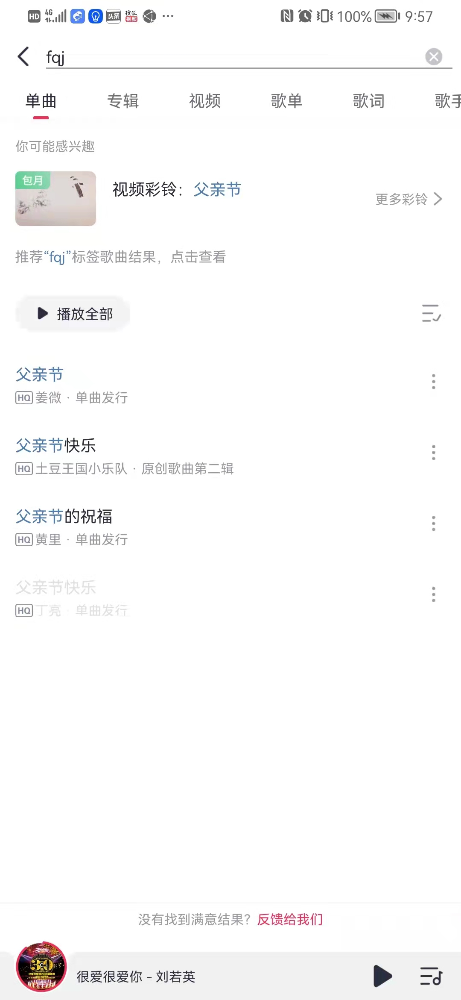 HD 4G 头条 搜狐视频 ··· 100% 9:57
fqj
单曲 专辑 视频 歌单 歌词 歌手
你可能感兴趣
包月
视频彩铃：父亲节
更多彩铃
推荐“fqj”标签歌曲结果，点击查看
播放全部
父亲节
HQ 姜微 · 单曲发行
父亲节快乐
HQ 土豆王国小乐队 · 原创歌曲第二辑
父亲节的祝福
HQ 黄里 · 单曲发行
父亲节快乐
HQ 丁亮 · 单曲发行
没有找到满意结果？反馈给我们
30
很爱很爱你 - 刘若英